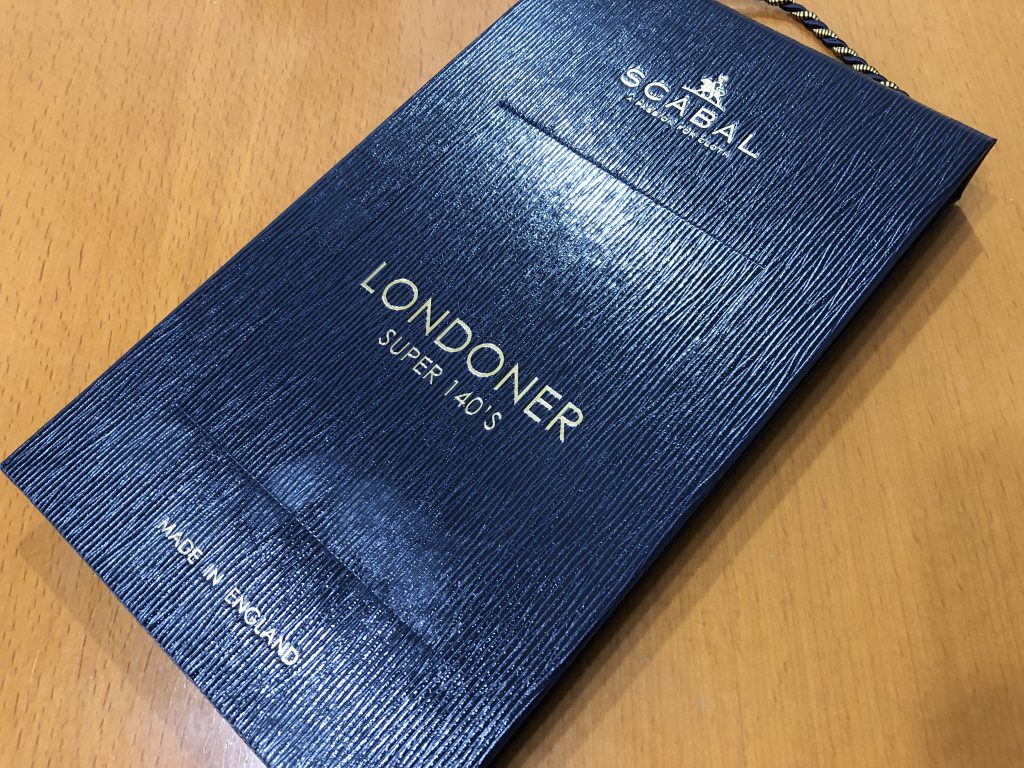 SCABAL
A PASSION FOR CLOTH
LONDONER
SUPER 140'S
MADE IN ENGLAND